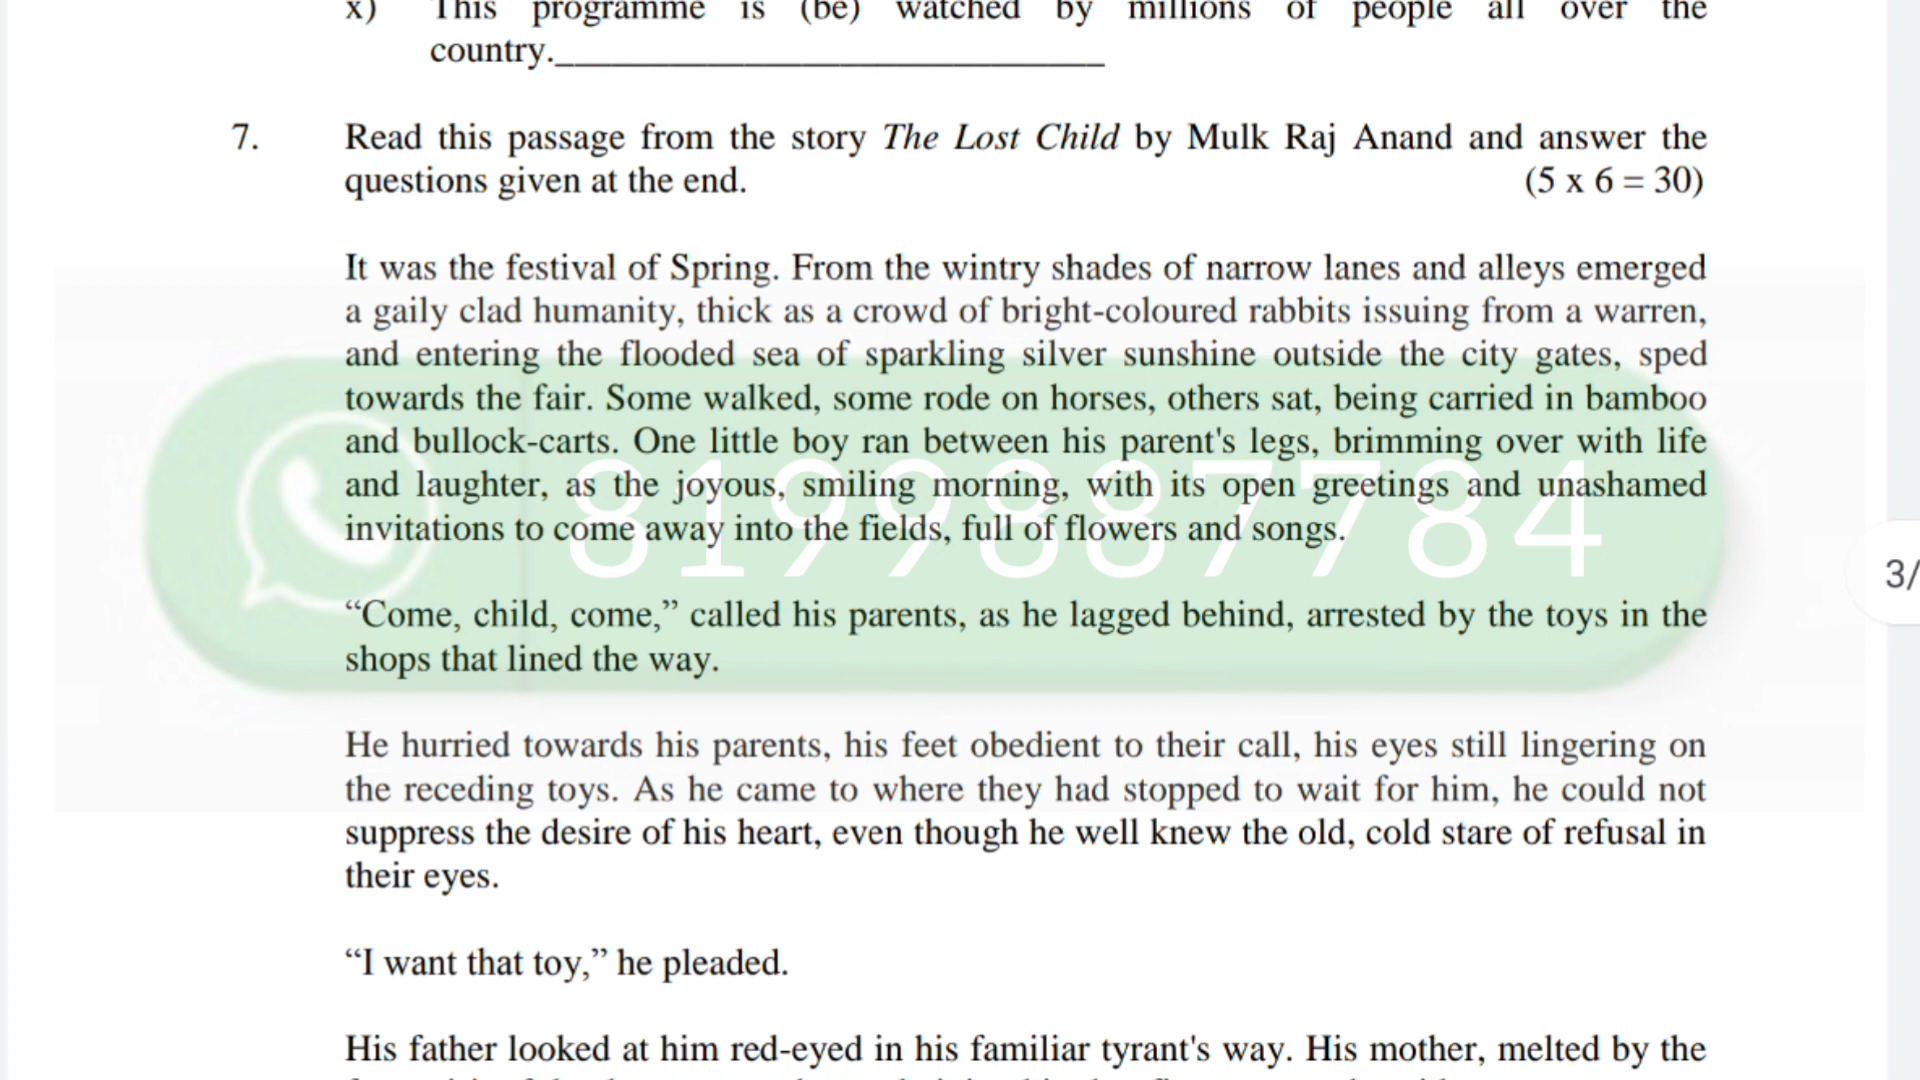 x) This programme is (be) watched by millions of people all over the
country.
7. Read this passage from the story The Lost Child by Mulk Raj Anand and answer the
questions given at the end. (5 x 6 = 30)
It was the festival of Spring. From the wintry shades of narrow lanes and alleys emerged
a gaily clad humanity, thick as a crowd of bright-coloured rabbits issuing from a warren,
and entering the flooded sea of sparkling silver sunshine outside the city gates, sped
towards the fair. Some walked, some rode on horses, others sat, being carried in bamboo
and bullock-carts. One little boy ran between his parent's legs, brimming over with life
and laughter, as the joyous, smiling morning, with its open greetings and unashamed
invitations to come away into the fields, full of flowers and songs.
8199887784
3/
“Come, child, come,” called his parents, as he lagged behind, arrested by the toys in the
shops that lined the way.
He hurried towards his parents, his feet obedient to their call, his eyes still lingering on
the receding toys. As he came to where they had stopped to wait for him, he could not
suppress the desire of his heart, even though he well knew the old, cold stare of refusal in
their eyes.
“I want that toy,” he pleaded.
His father looked at him red-eyed in his familiar tyrant's way. His mother, melted by the